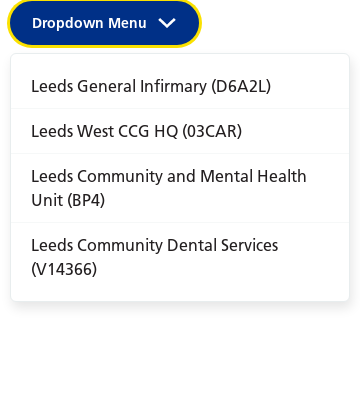 Dropdown Menu
Leeds General Infirmary (D6A2L)
Leeds West CCG HQ (03CAR)
Leeds Community and Mental Health
Unit (BP4)
Leeds Community Dental Services
(V14366)